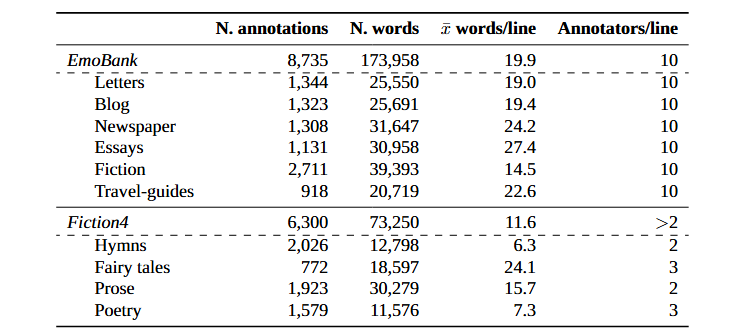 N. annotations N. words x̄ words/line Annotators/line
EmoBank 8,735 173,958 19.9 10
Letters 1,344 25,550 19.0 10
Blog 1,323 25,691 19.4 10
Newspaper 1,308 31,647 24.2 10
Essays 1,131 30,958 27.4 10
Fiction 2,711 39,393 14.5 10
Travel-guides 918 20,719 22.6 10
Fiction4 6,300 73,250 11.6 >2
Hymns 2,026 12,798 6.3 2
Fairy tales 772 18,597 24.1 3
Prose 1,923 30,279 15.7 2
Poetry 1,579 11,576 7.3 3